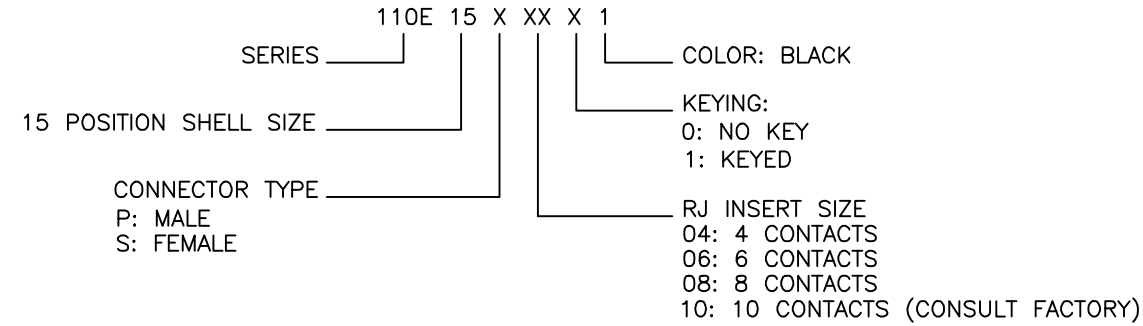 110E 15 X XX X 1
SERIES
15 POSITION SHELL SIZE
CONNECTOR TYPE
P: MALE
S: FEMALE
COLOR: BLACK
KEYING:
0: NO KEY
1: KEYED
RJ INSERT SIZE
04: 4 CONTACTS
06: 6 CONTACTS
08: 8 CONTACTS
10: 10 CONTACTS (CONSULT FACTORY)